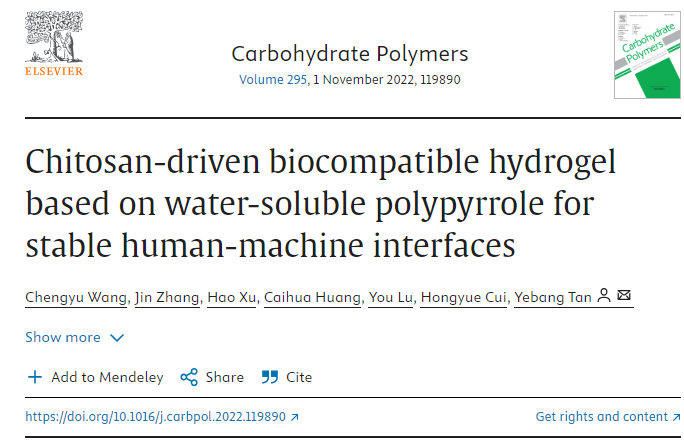 ELSEVIER
Carbohydrate Polymers
Volume 295, 1 November 2022, 119890
Carbohydrate
Polymers
Chitosan-driven biocompatible hydrogel
based on water-soluble polypyrrole for
stable human-machine interfaces
Chengyu Wang, Jin Zhang, Hao Xu, Caihua Huang, You Lu, Hongyue Cui, Yebang Tan
Show more
Add to Mendeley Share Cite
https://doi.org/10.1016/j.carbpol.2022.119890 Get rights and content